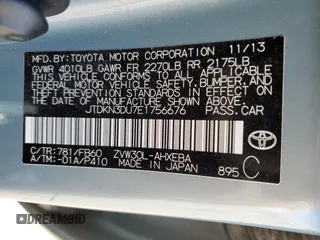 MFD. BY: TOYOTA MOTOR CORPORATION 11/13
GVWR 4010LB GAWR FR 2270LB RR 2175LB
THIS VEHICLE CONFORMS TO ALL APPLICABLE
FEDERAL MOTOR VEHICLE SAFETY, BUMPER, AND
THEFT PREVENTION STANDARDS IN EFFECT ON
THE DATE OF MANUFACTURE SHOWN ABOVE.
JTDKN3DU7E1756676 PASS. CAR
C/TR: 781/FB60 ZVW30L-AHXEBA
A/TM: -01A/P410 MADE IN JAPAN 895 C
TOYOTA
DREAMBID